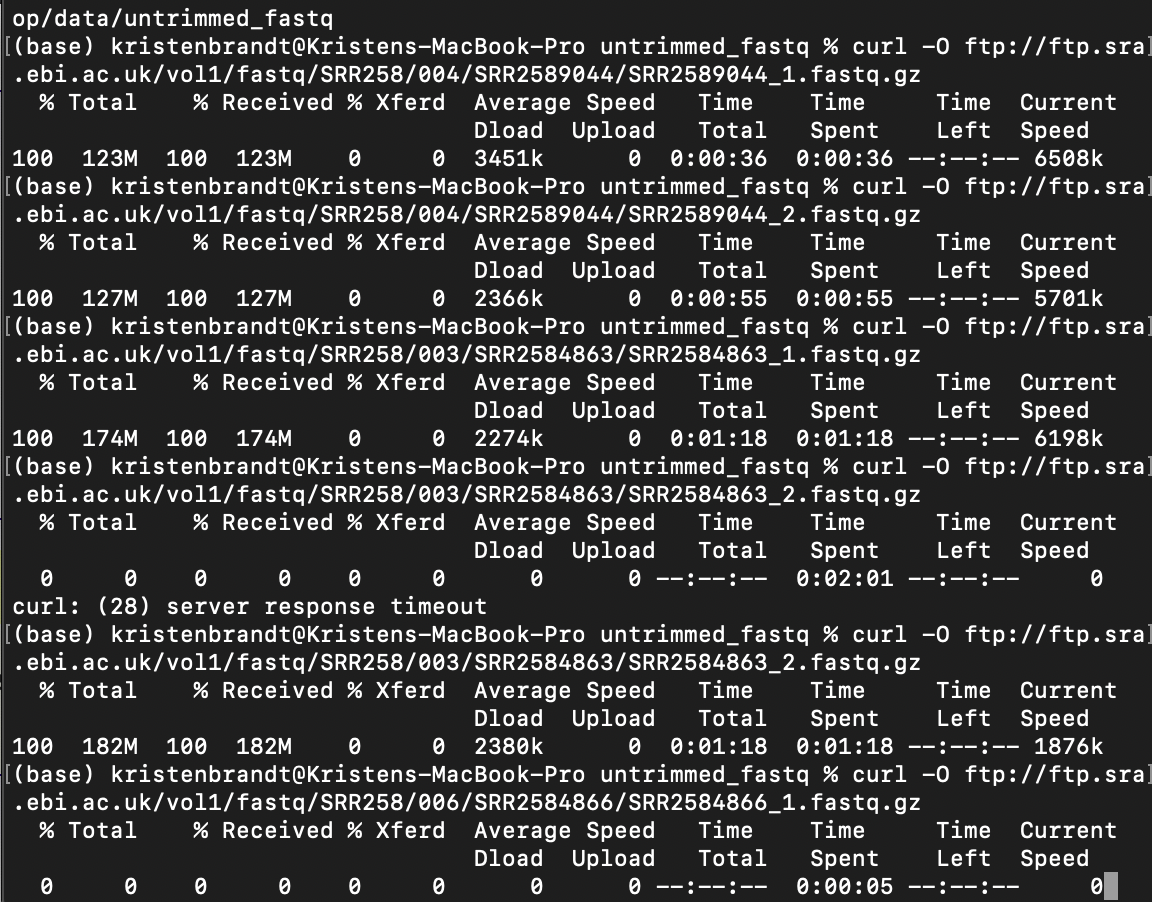 op/data/untrimmed_fastq
[(base) kristenbrandt@Kristens-MacBook-Pro untrimmed_fastq % curl -O ftp://ftp.sra]
.ebi.ac.uk/vol1/fastq/SRR258/004/SRR2589044/SRR2589044_1.fastq.gz
% Total % Received % Xferd Average Speed Time Time Time Current
Dload Upload Total Spent Left Speed
100 123M 100 123M 0 0 3451k 0 0:00:36 0:00:36 --:--:-- 6508k
[(base) kristenbrandt@Kristens-MacBook-Pro untrimmed_fastq % curl -O ftp://ftp.sra]
.ebi.ac.uk/vol1/fastq/SRR258/004/SRR2589044/SRR2589044_2.fastq.gz
% Total % Received % Xferd Average Speed Time Time Time Current
Dload Upload Total Spent Left Speed
100 127M 100 127M 0 0 2366k 0 0:00:55 0:00:55 --:--:-- 5701k
[(base) kristenbrandt@Kristens-MacBook-Pro untrimmed_fastq % curl -O ftp://ftp.sra]
.ebi.ac.uk/vol1/fastq/SRR258/003/SRR2584863/SRR2584863_1.fastq.gz
% Total % Received % Xferd Average Speed Time Time Time Current
Dload Upload Total Spent Left Speed
100 174M 100 174M 0 0 2274k 0 0:01:18 0:01:18 --:--:-- 6198k
[(base) kristenbrandt@Kristens-MacBook-Pro untrimmed_fastq % curl -O ftp://ftp.sra]
.ebi.ac.uk/vol1/fastq/SRR258/003/SRR2584863/SRR2584863_2.fastq.gz
% Total % Received % Xferd Average Speed Time Time Time Current
Dload Upload Total Spent Left Speed
0 0 0 0 0 0 0 0 --:--:-- 0:02:01 --:--:-- 0
curl: (28) server response timeout
[(base) kristenbrandt@Kristens-MacBook-Pro untrimmed_fastq % curl -O ftp://ftp.sra]
.ebi.ac.uk/vol1/fastq/SRR258/003/SRR2584863/SRR2584863_2.fastq.gz
% Total % Received % Xferd Average Speed Time Time Time Current
Dload Upload Total Spent Left Speed
100 182M 100 182M 0 0 2380k 0 0:01:18 0:01:18 --:--:-- 1876k
[(base) kristenbrandt@Kristens-MacBook-Pro untrimmed_fastq % curl -O ftp://ftp.sra]
.ebi.ac.uk/vol1/fastq/SRR258/006/SRR2584866/SRR2584866_1.fastq.gz
% Total % Received % Xferd Average Speed Time Time Time Current
Dload Upload Total Spent Left Speed
0 0 0 0 0 0 0 0 --:--:-- 0:00:05 --:--:-- 0